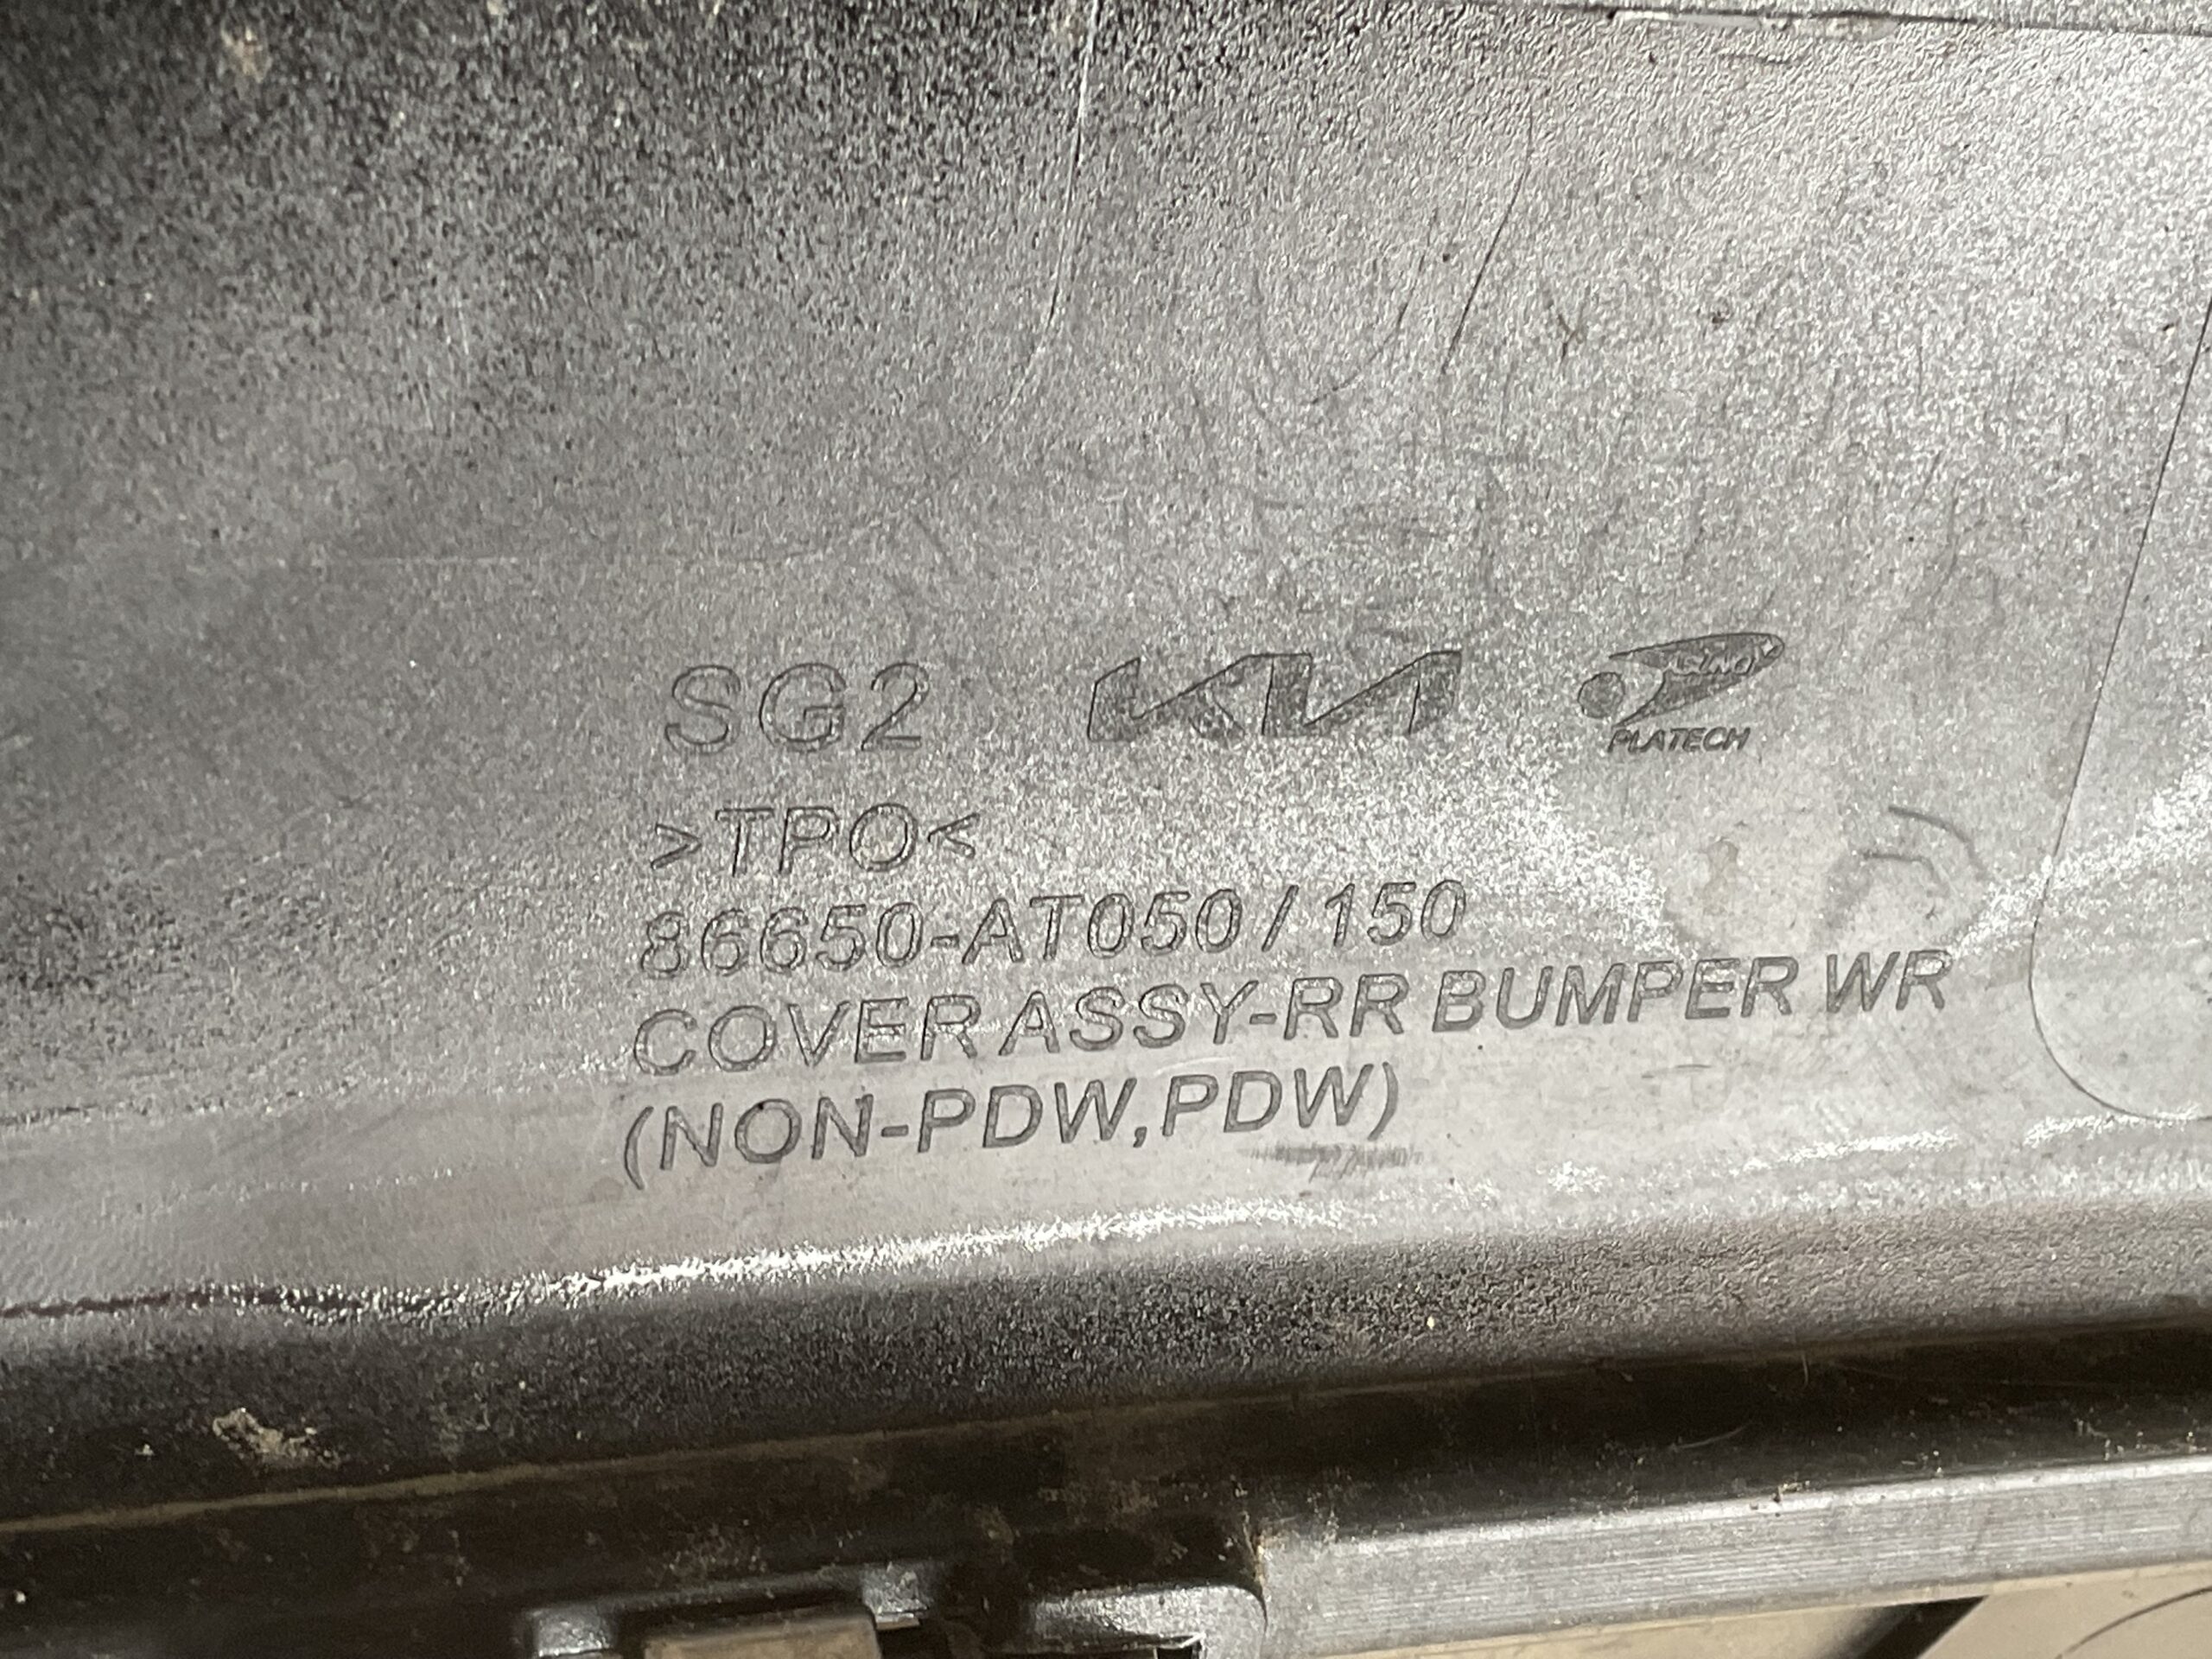 SG2 KIA PLATECH
>TPO<
86650-AT050 / 150
COVER ASSY-RR BUMPER WR
(NON-PDW,PDW)